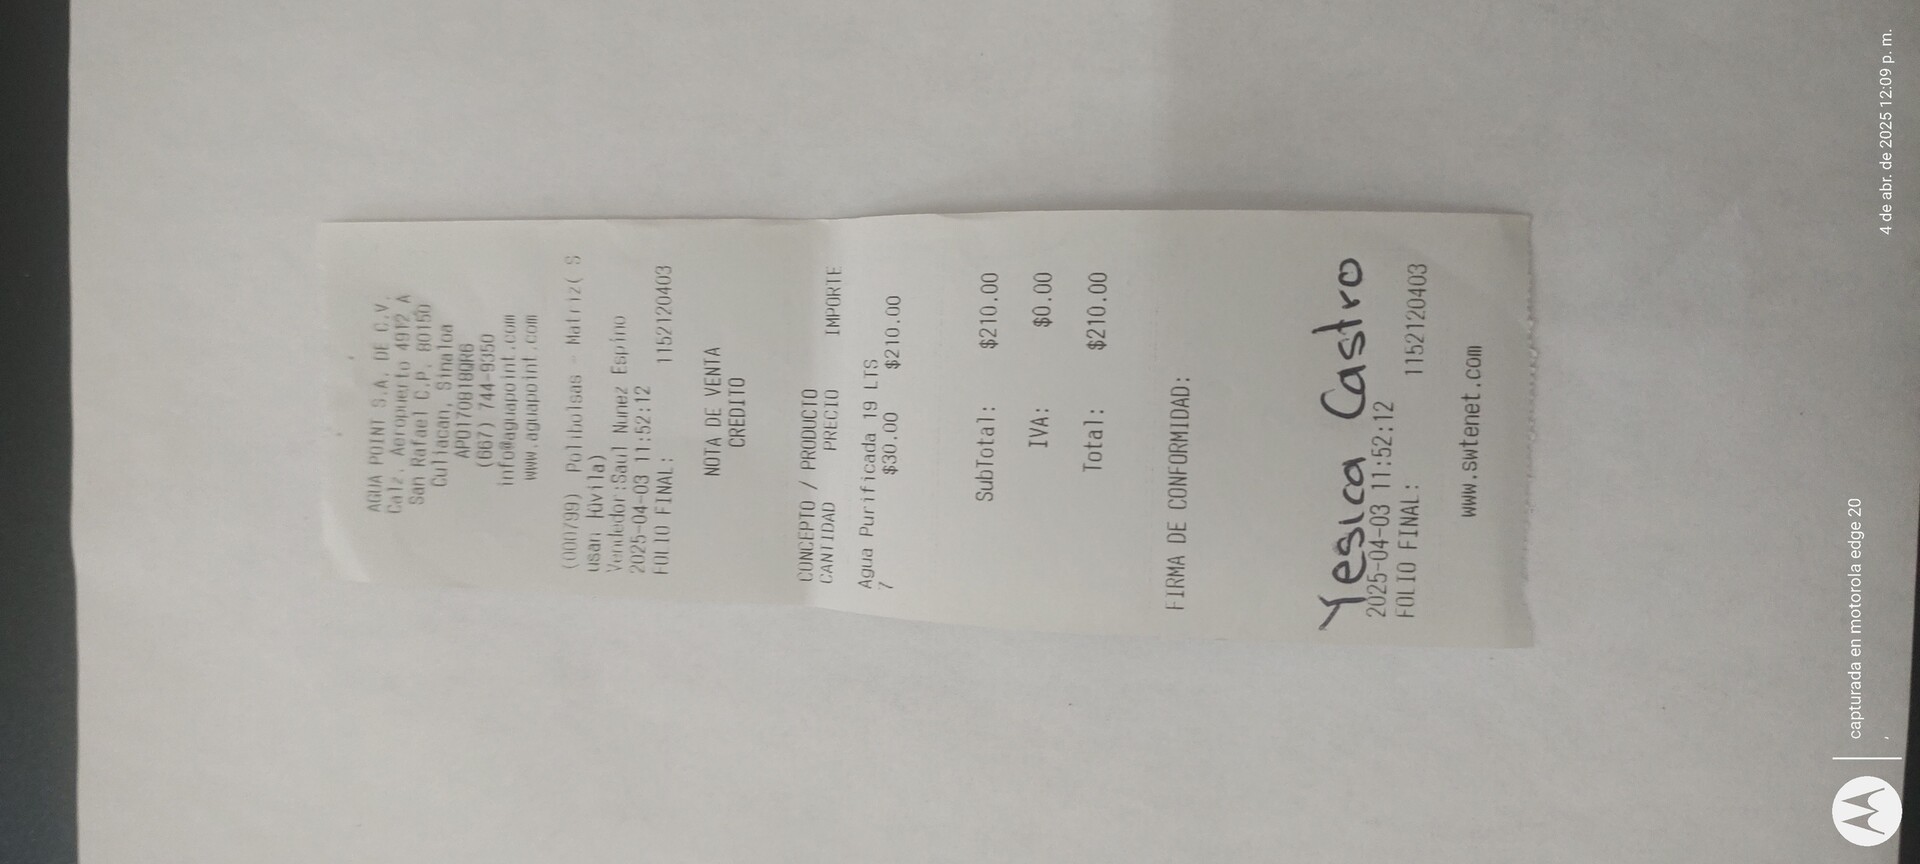 AGUA POINT S.A. DE C.V.
Calz. Aeropuerto 4912 A
San Rafael C.P. 80150
Culiacan, Sinaloa
APO170818QR6
(667) 744-9350
info@aguapoint.com
www.aguapoint.com
(000799) Polibolsas - Matriz( S
usan
Vendedor:Saul Nunez Espino
2025-04-03 11:52:12
FOLIO FINAL: 1152120403
NOTA DE VENTA
CREDITO
CONCEPTO / PRODUCTO
CANTIDAD PRECIO IMPORTE
Agua Purificada 19 LTS
7 $30.00 $210.00
SubTotal: $210.00
IVA: $0.00
Total: $210.00
FIRMA DE CONFORMIDAD:
Yesica Castro
2025-04-03 11:52:12
FOLIO FINAL: 1152120403
www.swtenet.com
capturada en motorola edge 20
4 de abr. de 2025 12:09 p. m.